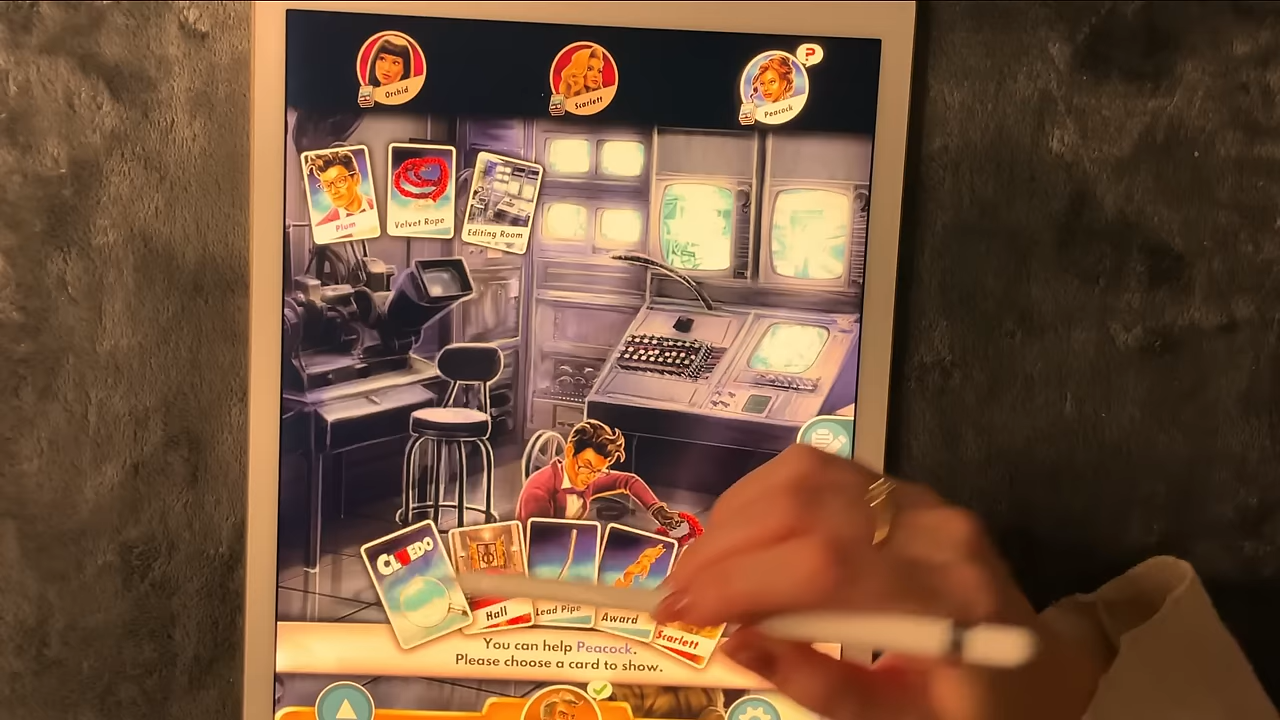 Orchid
Scarlett
?
Peacock
Plum
Velvet Rope
Editing Room
CLUEDO
Hall
Lead Pipe
Award
Scarlett
You can help Peacock.
Please choose a card to show.